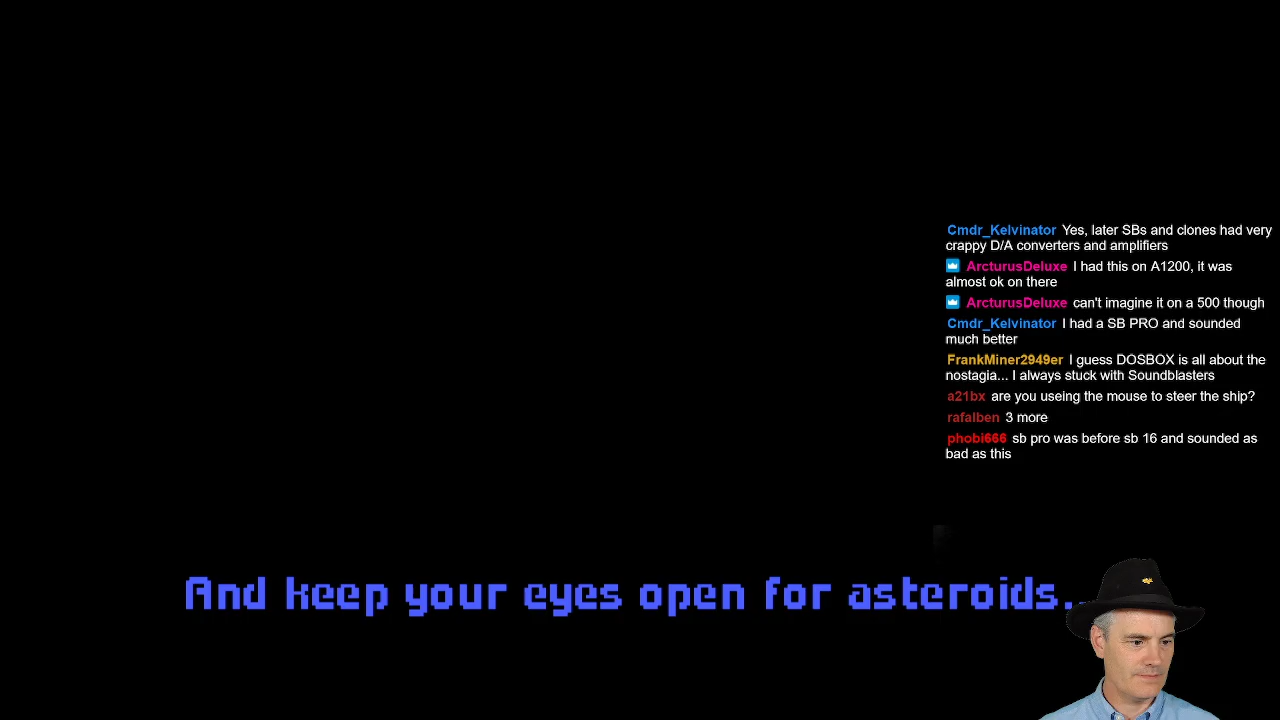 Cmdr_Kelvinator Yes, later SBs and clones had very
crappy D/A converters and amplifiers
ArcturusDeluxe I had this on A1200, it was
almost ok on there
ArcturusDeluxe can't imagine it on a 500 though
Cmdr_Kelvinator I had a SB PRO and sounded
much better
FrankMiner2949er I guess DOSBOX is all about the
nostagia... I always stuck with Soundblasters
a21bx are you useing the mouse to steer the ship?
rafalben 3 more
phobi666 sb pro was before sb 16 and sounded as
bad as this
And keep your eyes open for asteroids...